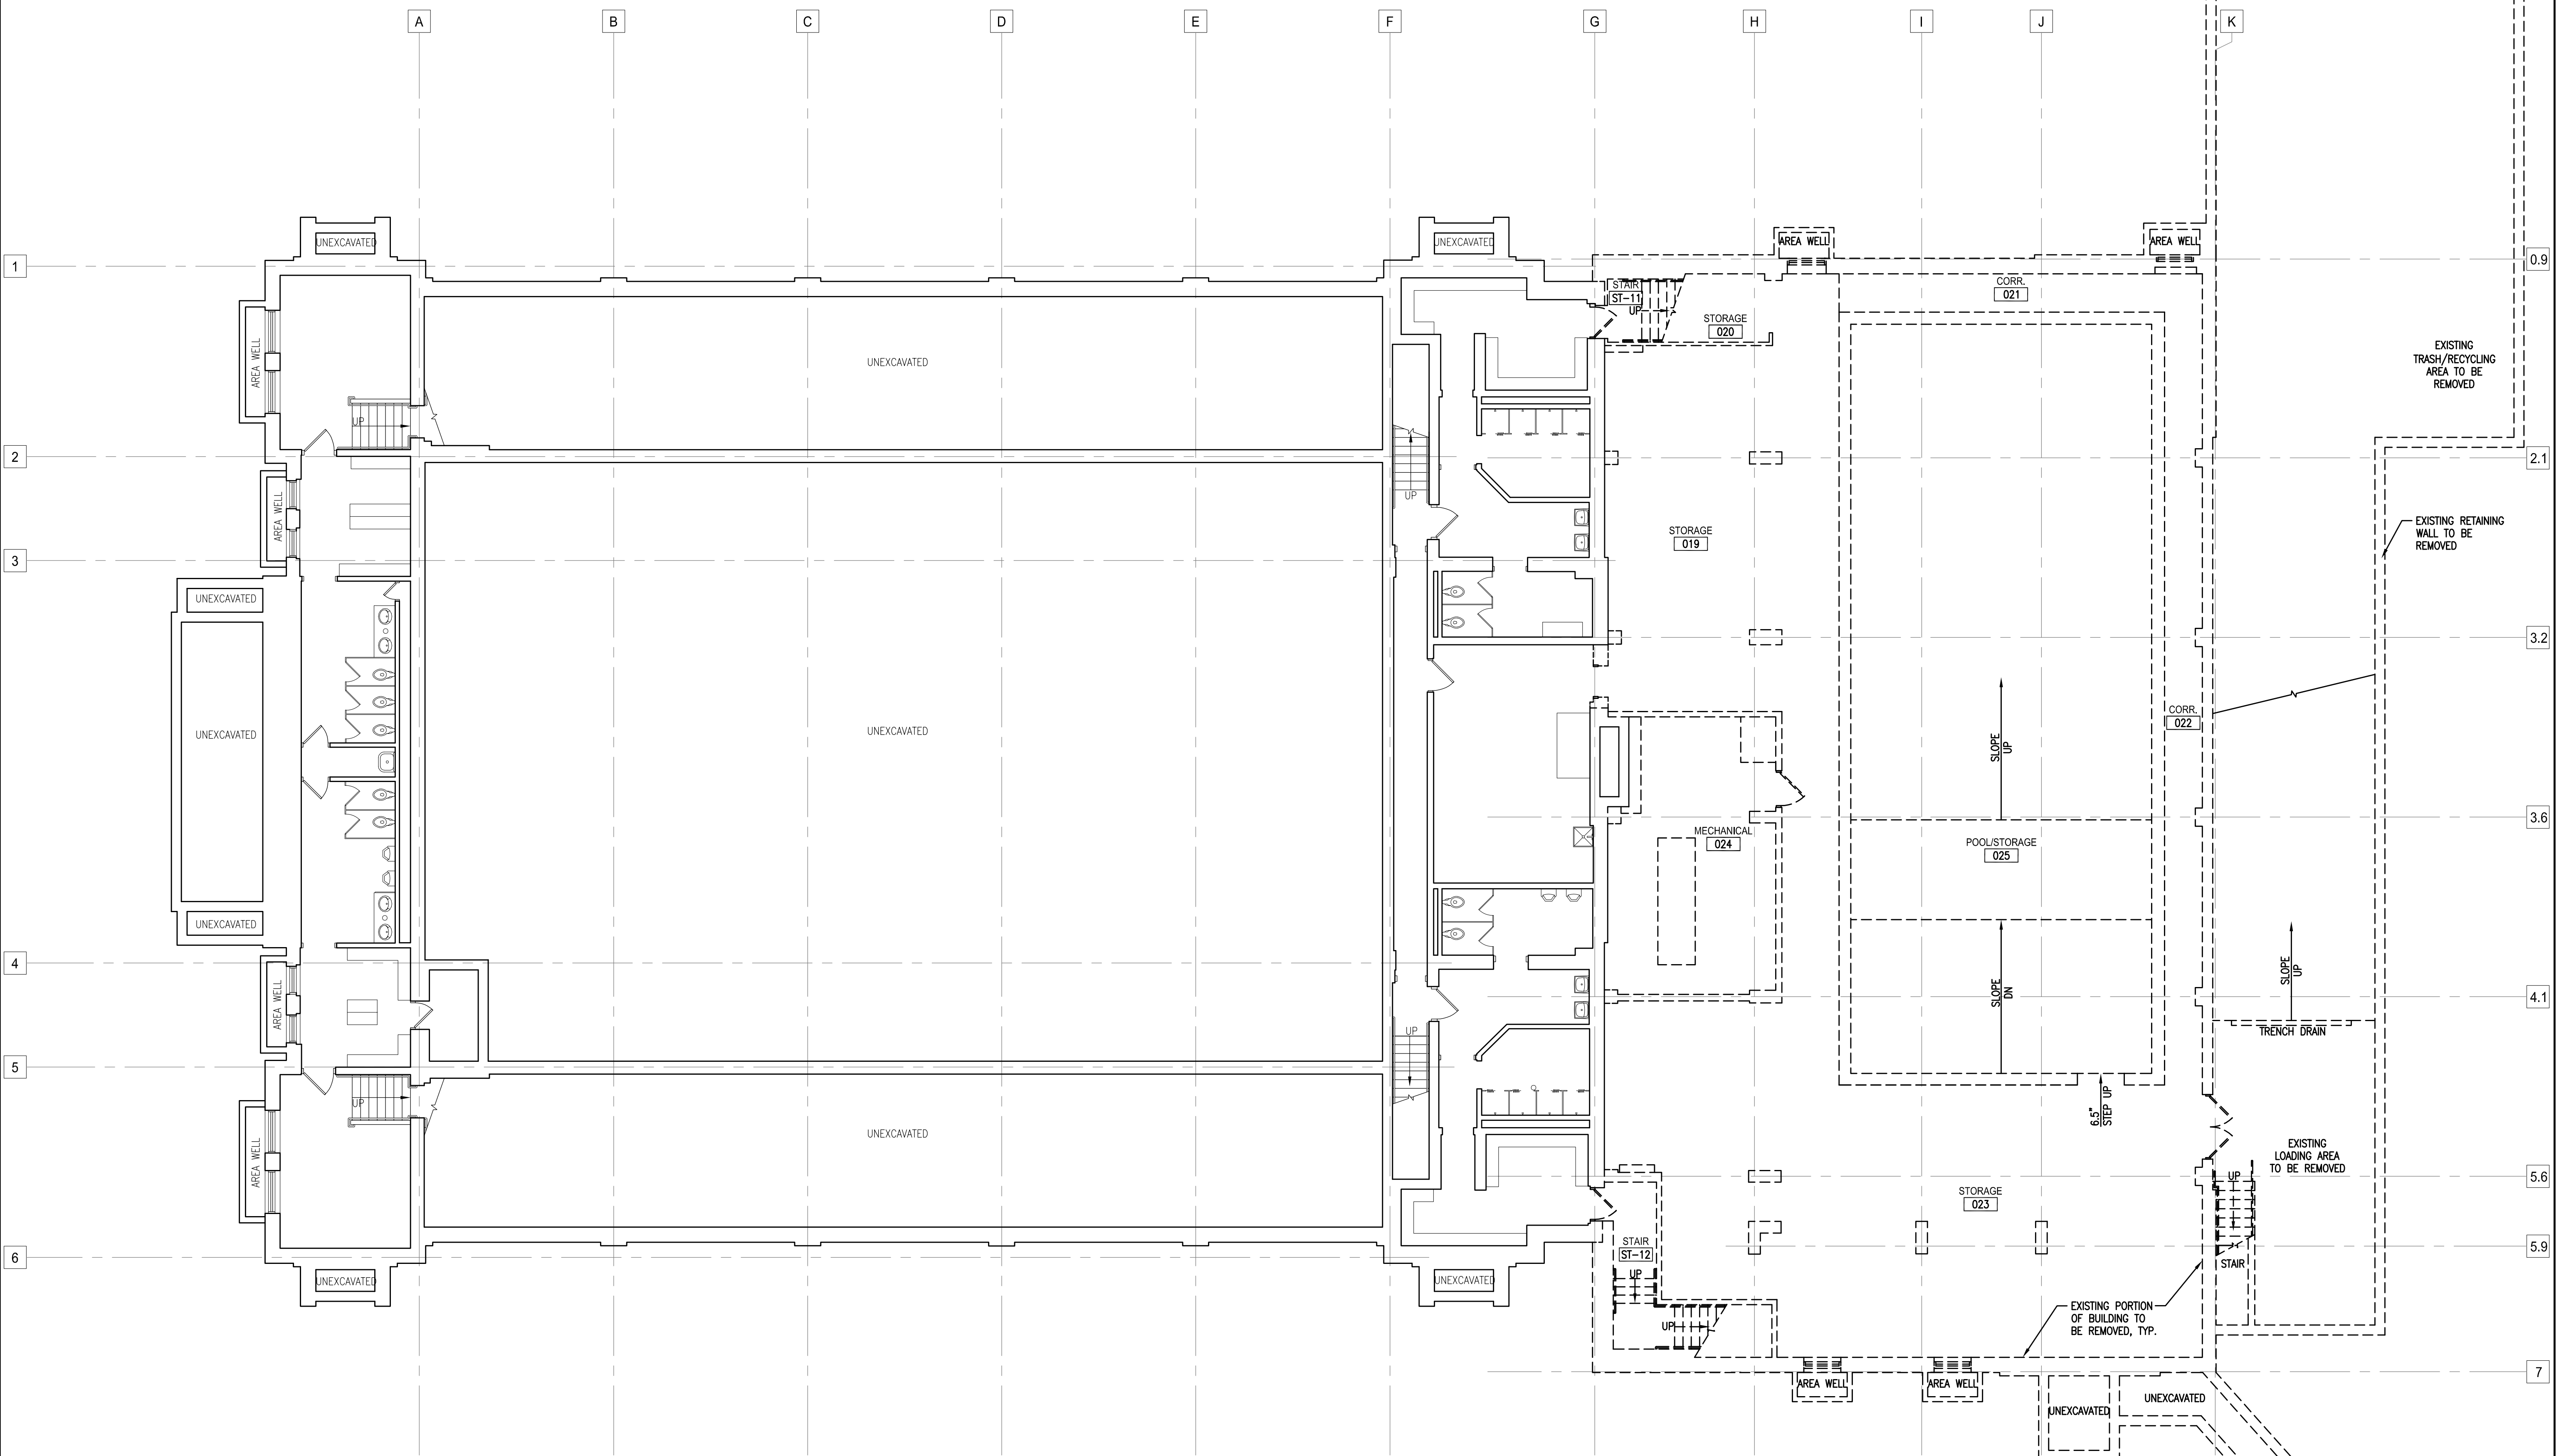 A B C D E F G H I J K
UNEXCAVATED
UNEXCAVATED
AREA WELL
AREA WELL
1
0.9
STAIR
ST-11
UP
CORR.
021
STORAGE
020
AREA WELL
UNEXCAVATED
EXISTING
TRASH/RECYCLING
AREA TO BE
REMOVED
UP
2
2.1
UP
AREA WELL
STORAGE
019
EXISTING RETAINING
WALL TO BE
REMOVED
3
UNEXCAVATED
3.2
UNEXCAVATED
UNEXCAVATED
CORR.
022
SLOPE
UP
3.6
MECHANICAL
024
POOL/STORAGE
025
UNEXCAVATED
4
AREA WELL
SLOPE
DN
SLOPE
UP
4.1
TRENCH DRAIN
UP
5
UP
6.5"
STEP UP
UNEXCAVATED
AREA WELL
EXISTING
LOADING AREA
TO BE REMOVED
UP
5.6
STORAGE
023
STAIR
ST-12
UP
6
5.9
STAIR
UNEXCAVATED
UNEXCAVATED
UP
EXISTING PORTION
OF BUILDING TO
BE REMOVED, TYP.
7
AREA WELL
AREA WELL
UNEXCAVATED
UNEXCAVATED